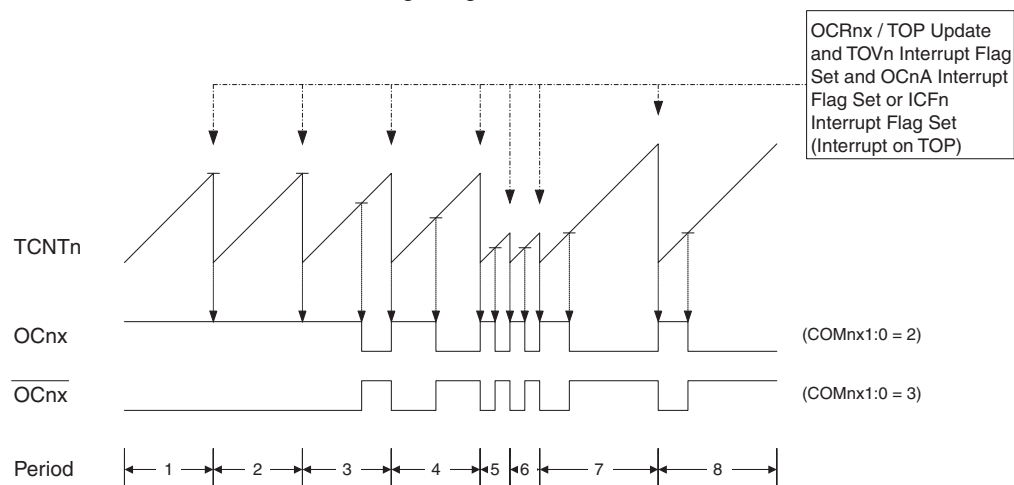 OCRnx / TOP Update
and TOVn Interrupt Flag
Set and OCnA Interrupt
Flag Set or ICFn
Interrupt Flag Set
(Interrupt on TOP)
TCNTn
OCnx
(COMnx1:0 = 2)
OCnx
(COMnx1:0 = 3)
Period
1 2 3 4 5 6 7 8